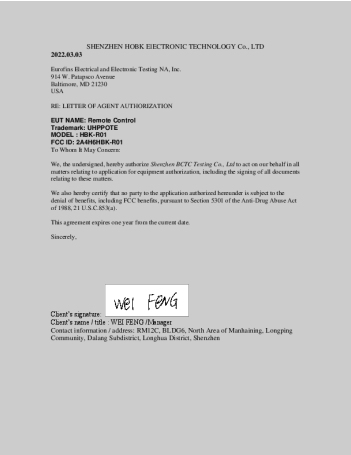 SHENZHEN HOBK ElECTRONIC TECHNOLOGY Co., LTD
2022.03.03
Eurofins Electrical and Electronic Testing NA, Inc.
914 W. Patapsco Avenue
Baltimore, MD 21230
USA
RE: LETTER OF AGENT AUTHORIZATION
EUT NAME: Remote Control
Trademark: UHPPOTE
MODEL : HBK-R01
FCC ID: 2A4H6HBK-R01
To Whom It May Concern:
We, the undersigned, hereby authorize Shenzhen BCTC Testing Co., Ltd to act on our behalf in all
matters relating to application for equipment authorization, including the signing of all documents
relating to these matters.
We also hereby certify that no party to the application authorized hereunder is subject to the
denial of benefits, including FCC benefits, pursuant to Section 5301 of the Anti-Drug Abuse Act
of 1988, 21 U.S.C.853(a).
This agreement expires one year from the current date.
Sincerely,
WEI FENG
Client's signature:
Client's name / title : WEI FENG /Manager
Contact information / address: RM12C, BLDG6, North Area of Manhaining, Longping
Community, Dalang Subdistrict, Longhua District, Shenzhen